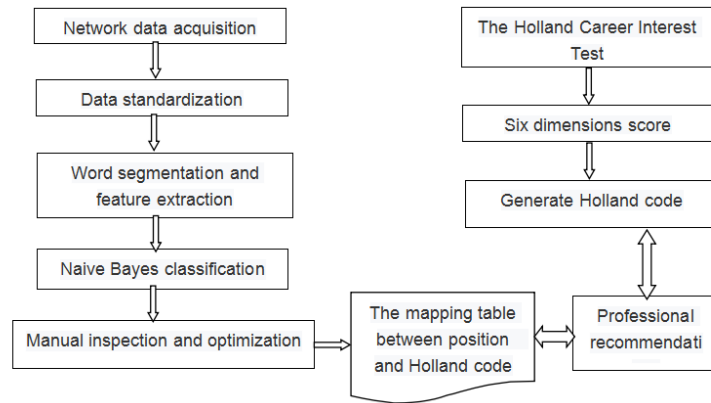 Network data acquisition
Data standardization
Word segmentation and
feature extraction
Naive Bayes classification
Manual inspection and optimization
The mapping table
between position
and Holland code
The Holland Career Interest
Test
Six dimensions score
Generate Holland code
Professional
recommendati